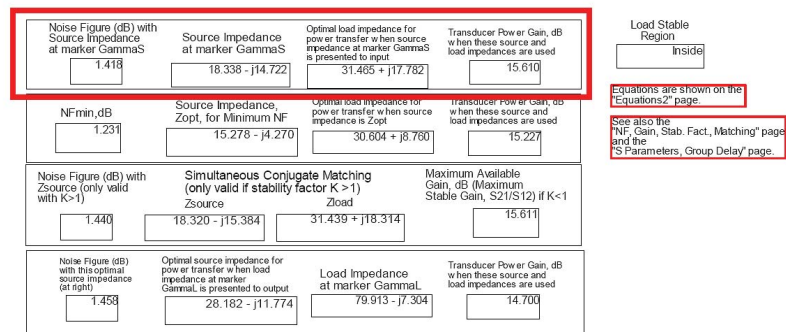 Noise Figure (dB) with
Source Impedance
at marker GammaS
1.418
Source Impedance
at marker GammaS
18.338 - j14.722
Optimal load impedance for
power transfer when source
impedance at marker GammaS
is presented to input
31.465 + j17.782
Transducer Power Gain, dB
when these source and
load impedances are used
15.610
Load Stable
Region
Inside
Equations are shown on the
"Equations2" page.
See also the
"NF, Gain, Stab. Fact., Matching" page
and the
"S Parameters, Group Delay" page.
NFmin,dB
1.231
Source Impedance,
Zopt, for Minimum NF
15.278 - j4.270
Optimal load impedance for
power transfer when source
impedance is Zopt
30.604 + j8.760
Transducer Power Gain, dB
when these source and
load impedances are used
15.227
Noise Figure (dB) with
Zsource (only valid
with K>1)
1.440
Simultaneous Conjugate Matching
(only valid if stability factor K >1)
Zsource
18.320 - j15.384
Zload
31.439 + j18.314
Maximum Available
Gain, dB (Maximum
Stable Gain, S21/S12) if K<1
15.611
Noise Figure (dB)
with this optimal
source impedance
(at right)
1.458
Optimal source impedance for
power transfer when load
impedance at marker
GammaL is presented to output
28.182 - j11.774
Load Impedance
at marker GammaL
79.913 - j7.304
Transducer Power Gain, dB
when these source and
load impedances are used
14.700